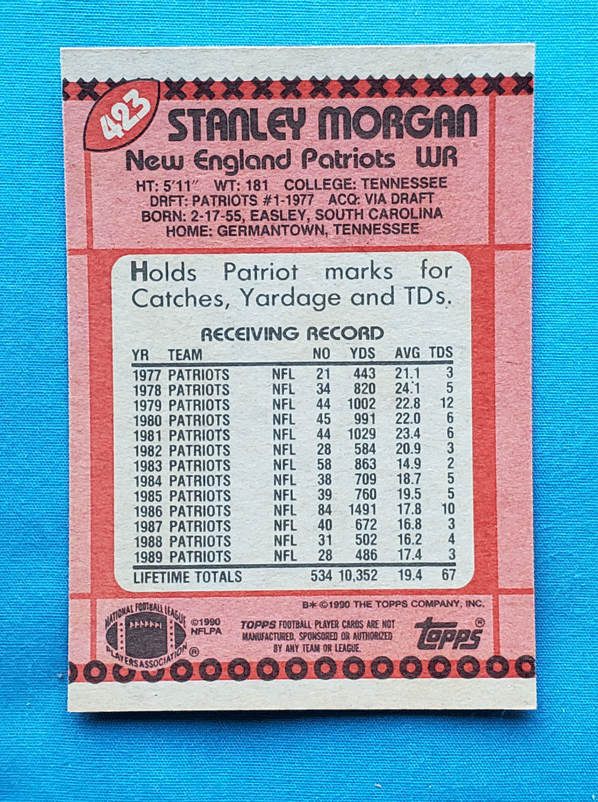 423
STANLEY MORGAN
New England Patriots WR
HT: 5'11" WT: 181 COLLEGE: TENNESSEE
DRFT: PATRIOTS #1-1977 ACQ: VIA DRAFT
BORN: 2-17-55, EASLEY, SOUTH CAROLINA
HOME: GERMANTOWN, TENNESSEE
Holds Patriot marks for
Catches, Yardage and TDs.
RECEIVING RECORD
YR TEAM NO YDS AVG TDS
1977 PATRIOTS NFL 21 443 21.1 3
1978 PATRIOTS NFL 34 820 24.1 5
1979 PATRIOTS NFL 44 1002 22.8 12
1980 PATRIOTS NFL 45 991 22.0 6
1981 PATRIOTS NFL 44 1029 23.4 6
1982 PATRIOTS NFL 28 584 20.9 3
1983 PATRIOTS NFL 58 863 14.9 2
1984 PATRIOTS NFL 38 709 18.7 5
1985 PATRIOTS NFL 39 760 19.5 5
1986 PATRIOTS NFL 84 1491 17.8 10
1987 PATRIOTS NFL 40 672 16.8 3
1988 PATRIOTS NFL 31 502 16.2 4
1989 PATRIOTS NFL 28 486 17.4 3
LIFETIME TOTALS 534 10,352 19.4 67
B* ©1990 THE TOPPS COMPANY, INC.
NATIONAL FOOTBALL LEAGUE
PLAYERS ASSOCIATION ®
©1990
NFLPA
TOPPS FOOTBALL PLAYER CARDS ARE NOT
MANUFACTURED, SPONSORED OR AUTHORIZED
BY ANY TEAM OR LEAGUE.
topps®